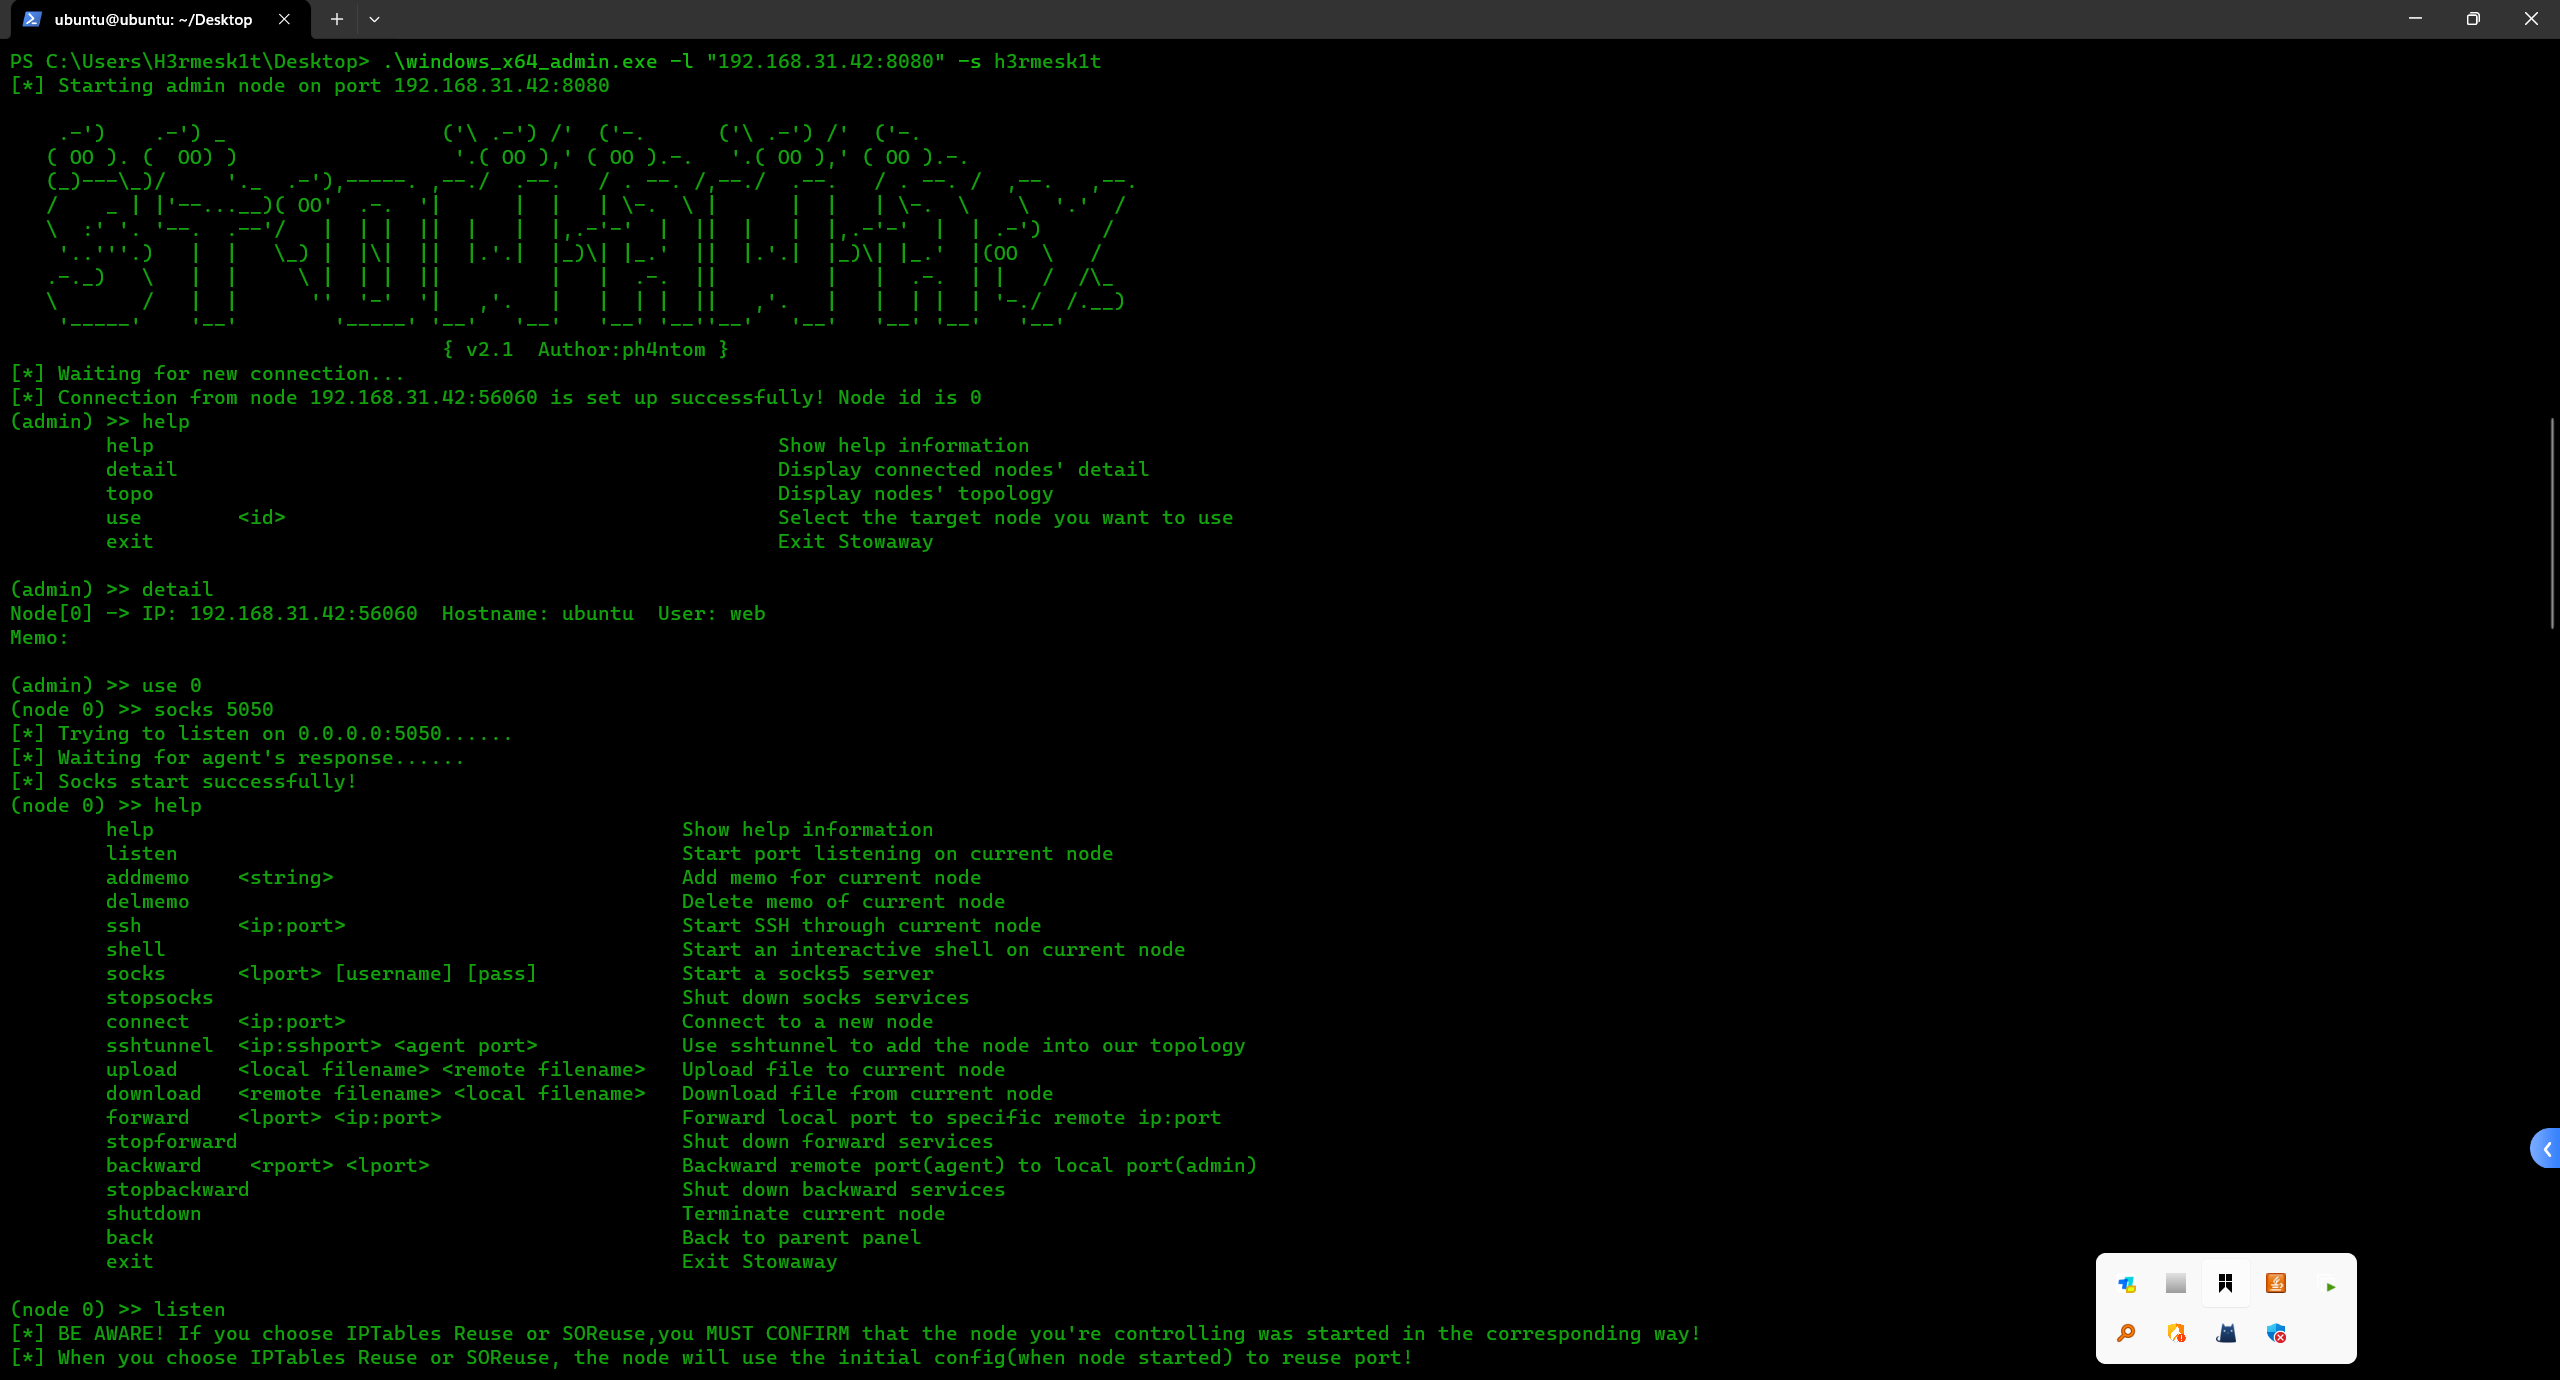 ubuntu@ubuntu: ~/Desktop
PS C:\Users\H3rmesk1t\Desktop> .\windows_x64_admin.exe -l "192.168.31.42:8080" -s h3rmesk1t
[*] Starting admin node on port 192.168.31.42:8080
{ v2.1  Author:ph4ntom }
[*] Waiting for new connection...
[*] Connection from node 192.168.31.42:56060 is set up successfully! Node id is 0
(admin) >> help
help Show help information
detail Display connected nodes' detail
topo Display nodes' topology
use <id> Select the target node you want to use
exit Exit Stowaway
(admin) >> detail
Node[0] -> IP: 192.168.31.42:56060  Hostname: ubuntu  User: web
Memo:
(admin) >> use 0
(node 0) >> socks 5050
[*] Trying to listen on 0.0.0.0:5050......
[*] Waiting for agent's response......
[*] Socks start successfully!
(node 0) >> help
help Show help information
listen Start port listening on current node
addmemo <string> Add memo for current node
delmemo Delete memo of current node
ssh <ip:port> Start SSH through current node
shell Start an interactive shell on current node
socks <lport> [username] [pass] Start a socks5 server
stopsocks Shut down socks services
connect <ip:port> Connect to a new node
sshtunnel <ip:sshport> <agent port> Use sshtunnel to add the node into our topology
upload <local filename> <remote filename> Upload file to current node
download <remote filename> <local filename> Download file from current node
forward <lport> <ip:port> Forward local port to specific remote ip:port
stopforward Shut down forward services
backward <rport> <lport> Backward remote port(agent) to local port(admin)
stopbackward Shut down backward services
shutdown Terminate current node
back Back to parent panel
exit Exit Stowaway
(node 0) >> listen
[*] BE AWARE! If you choose IPTables Reuse or SOReuse,you MUST CONFIRM that the node you're controlling was started in the corresponding way!
[*] When you choose IPTables Reuse or SOReuse, the node will use the initial config(when node started) to reuse port!